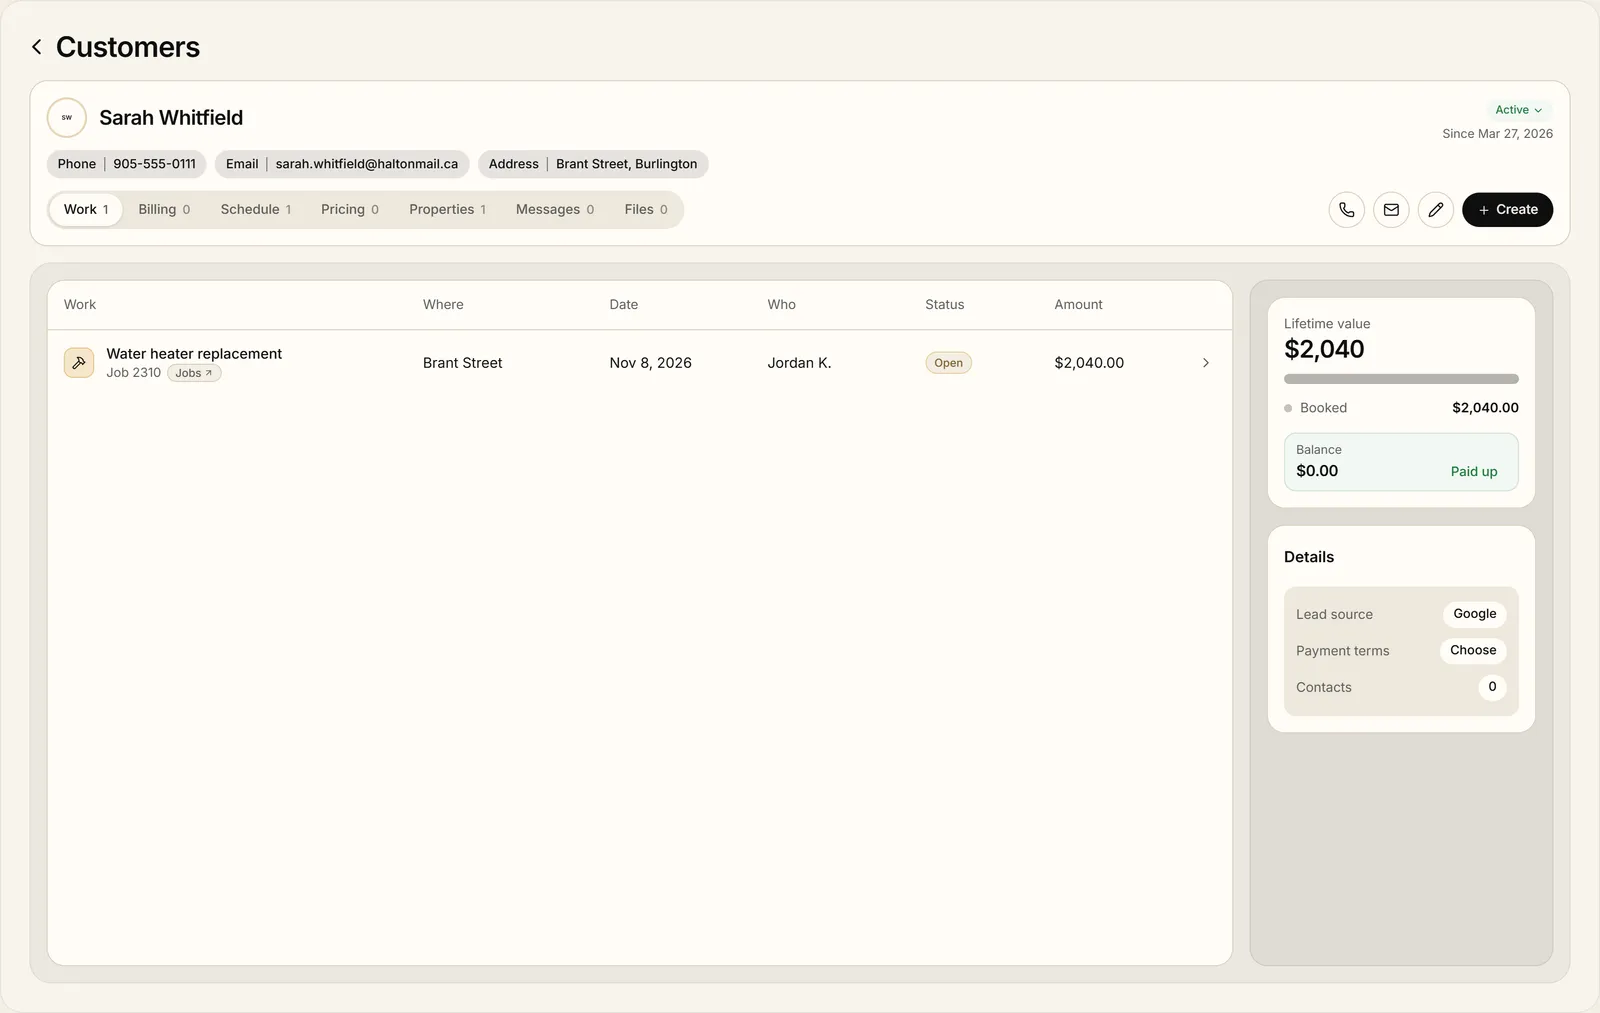 Customers
SW
Sarah Whitfield
Active
Since Mar 27, 2026
Phone | 905-555-0111
Email | sarah.whitfield@haltonmail.ca
Address | Brant Street, Burlington
Work 1
Billing 0
Schedule 1
Pricing 0
Properties 1
Messages 0
Files 0
+ Create
Work Where Date Who Status Amount
Water heater replacement
Job 2310 Jobs ↗
Brant Street
Nov 8, 2026
Jordan K.
Open
$2,040.00
Lifetime value
$2,040
Booked $2,040.00
Balance
$0.00 Paid up
Details
Lead source Google
Payment terms Choose
Contacts 0